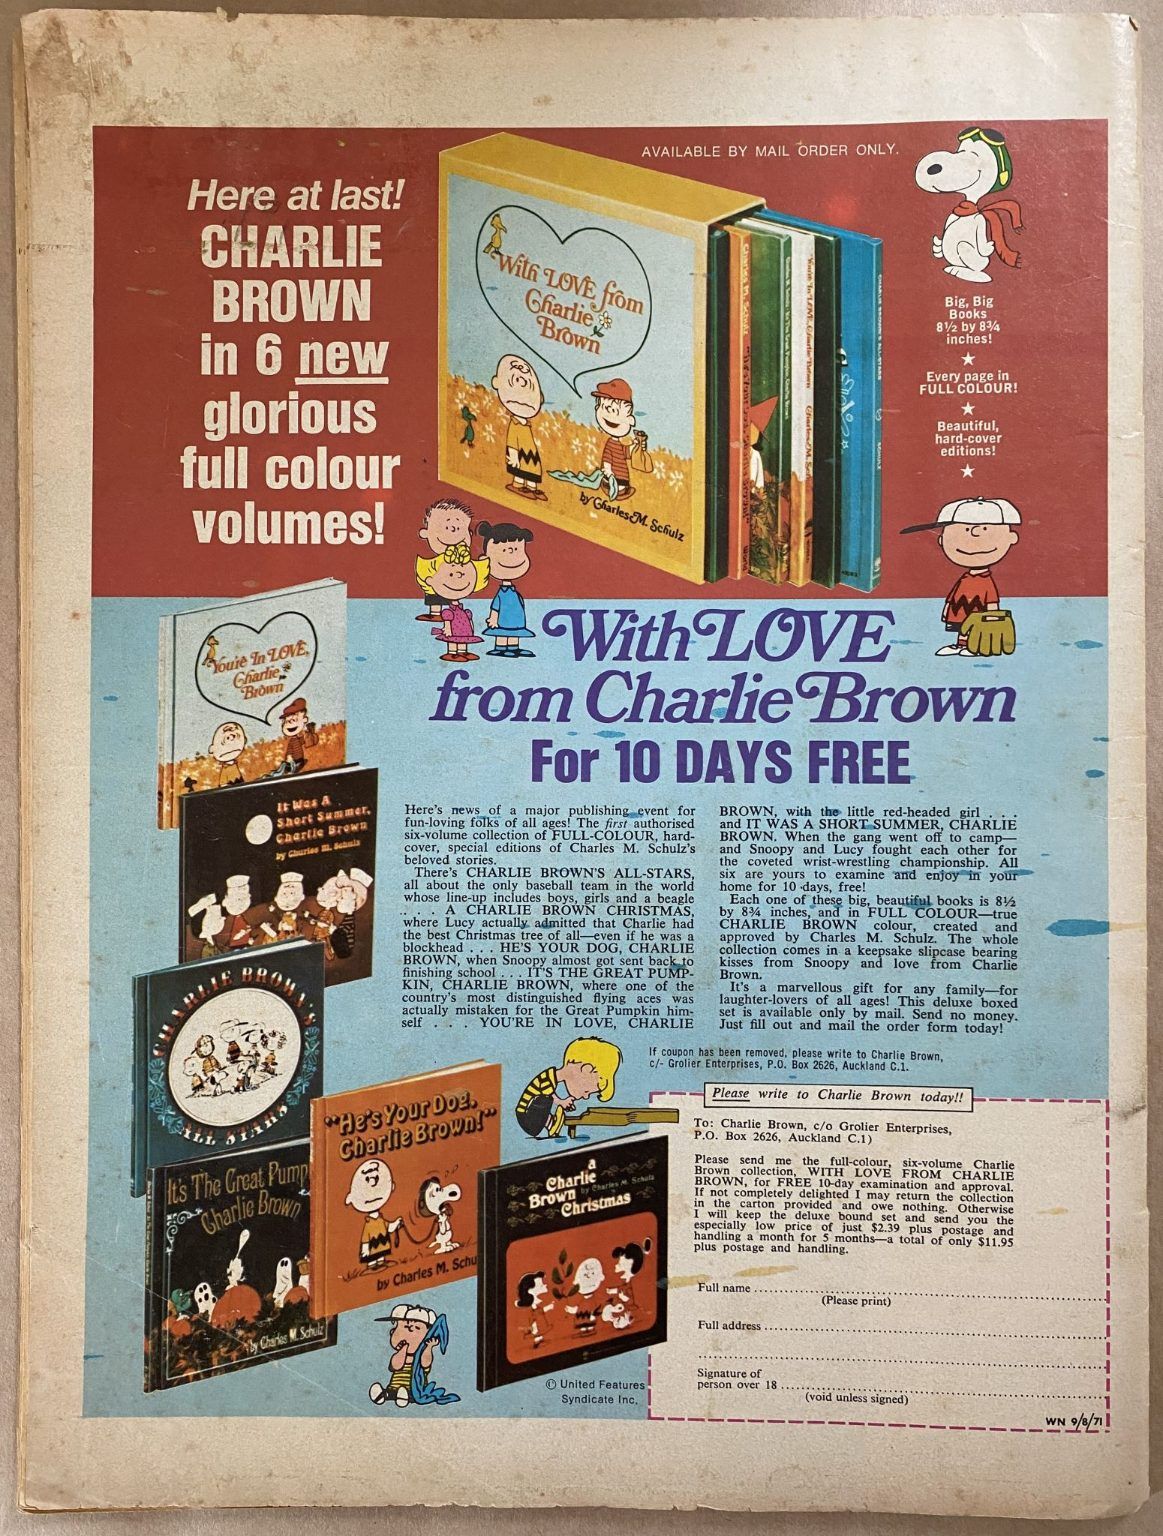 AVAILABLE BY MAIL ORDER ONLY.
Here at last!
CHARLIE
BROWN
in 6 new
glorious
full colour
volumes!
With LOVE from
Charlie
Brown
by Charles M. Schulz
Big, Big
Books
8½ by 8¾
inches!
Every page in
FULL COLOUR!
Beautiful,
hard-cover
editions!
With LOVE
from Charlie Brown
For 10 DAYS FREE
You're In LOVE,
Charlie
Brown
It Was A
Short Summer,
Charlie Brown
by Charles M. Schulz
CHARLIE BROWN'S
ALL STARS
It's The Great Pump
Charlie Brown
by Charles M. Schulz
"He's Your Dog,
Charlie Brown!"
by Charles M. Schu
a
Charlie
Brown by Charles M. Schulz
Christmas
Here's news of a major publishing event for
fun-loving folks of all ages! The first authorised
six-volume collection of FULL-COLOUR, hard-
cover, special editions of Charles M. Schulz's
beloved stories.
There's CHARLIE BROWN'S ALL-STARS,
all about the only baseball team in the world
whose line-up includes boys, girls and a beagle
. . . A CHARLIE BROWN CHRISTMAS,
where Lucy actually admitted that Charlie had
the best Christmas tree of all—even if he was a
blockhead . . . HE'S YOUR DOG, CHARLIE
BROWN, when Snoopy almost got sent back to
finishing school . . . IT'S THE GREAT PUMP-
KIN, CHARLIE BROWN, where one of the
country's most distinguished flying aces was
actually mistaken for the Great Pumpkin him-
self . . . YOU'RE IN LOVE, CHARLIE
BROWN, with the little red-headed girl . . .
and IT WAS A SHORT SUMMER, CHARLIE
BROWN. When the gang went off to camp—
and Snoopy and Lucy fought each other for
the coveted wrist-wrestling championship. All
six are yours to examine and enjoy in your
home for 10 days, free!
Each one of these big, beautiful books is 8½
by 8¾ inches, and in FULL COLOUR—true
CHARLIE BROWN colour, created and
approved by Charles M. Schulz. The whole
collection comes in a keepsake slipcase bearing
kisses from Snoopy and love from Charlie
Brown.
It's a marvellous gift for any family—for
laughter-lovers of all ages! This deluxe boxed
set is available only by mail. Send no money.
Just fill out and mail the order form today!
If coupon has been removed, please write to Charlie Brown,
c/- Grolier Enterprises, P.O. Box 2626, Auckland C.1.
Please write to Charlie Brown today!!
To: Charlie Brown, c/o Grolier Enterprises,
P.O. Box 2626, Auckland C.1)
Please send me the full-colour, six-volume Charlie
Brown collection, WITH LOVE FROM CHARLIE
BROWN, for FREE 10-day examination and approval.
If not completely delighted I may return the collection
in the carton provided and owe nothing. Otherwise
I will keep the deluxe bound set and send you the
especially low price of just $2.39 plus postage and
handling a month for 5 months—a total of only $11.95
plus postage and handling.
Full name
(Please print)
Full address
Signature of
person over 18
(void unless signed)
© United Features
Syndicate Inc.
WN 9/8/71